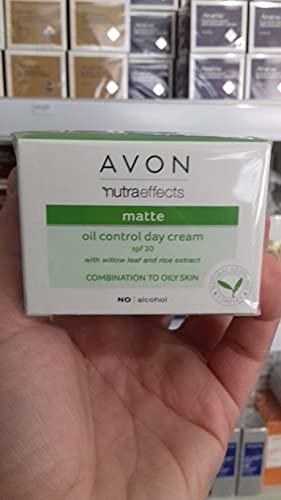 AVON
nutraeffects
matte
oil control day cream
spf 20
with willow leaf and rice extract
COMBINATION TO OILY SKIN
NO | alcohol